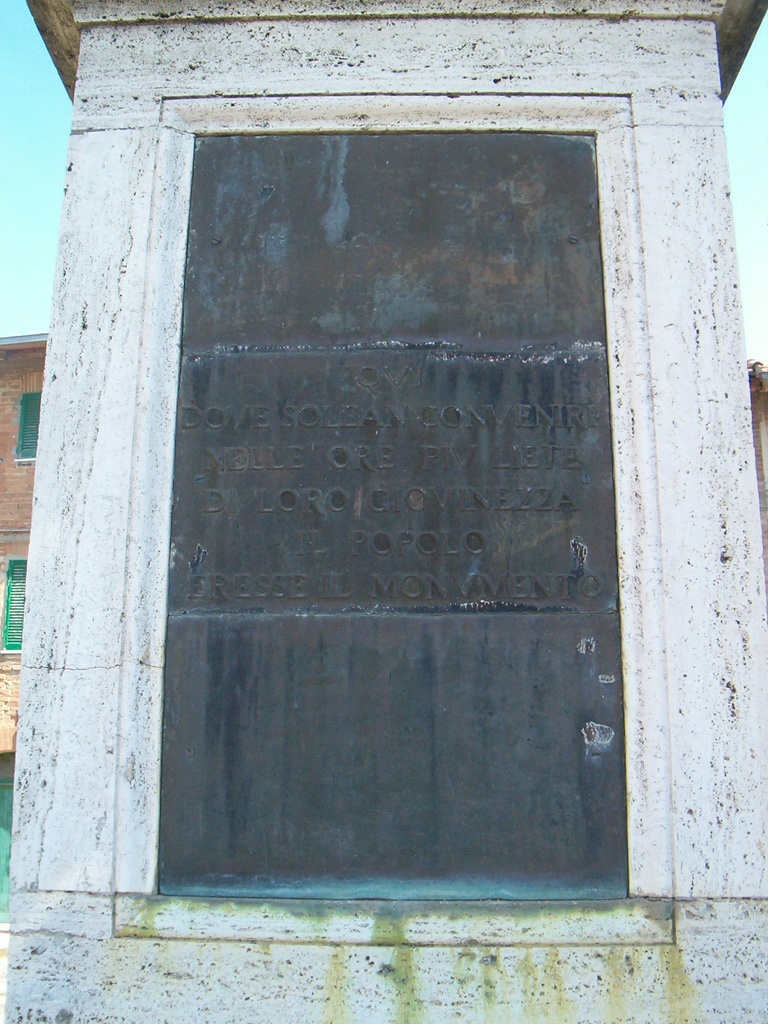 QVI
DOVE SOLEAN CONVENIRE
NELLE ORE PIV LIETE
DI LORO GIOVINEZZA
IL POPOLO
ERESSE IL MONVMENTO